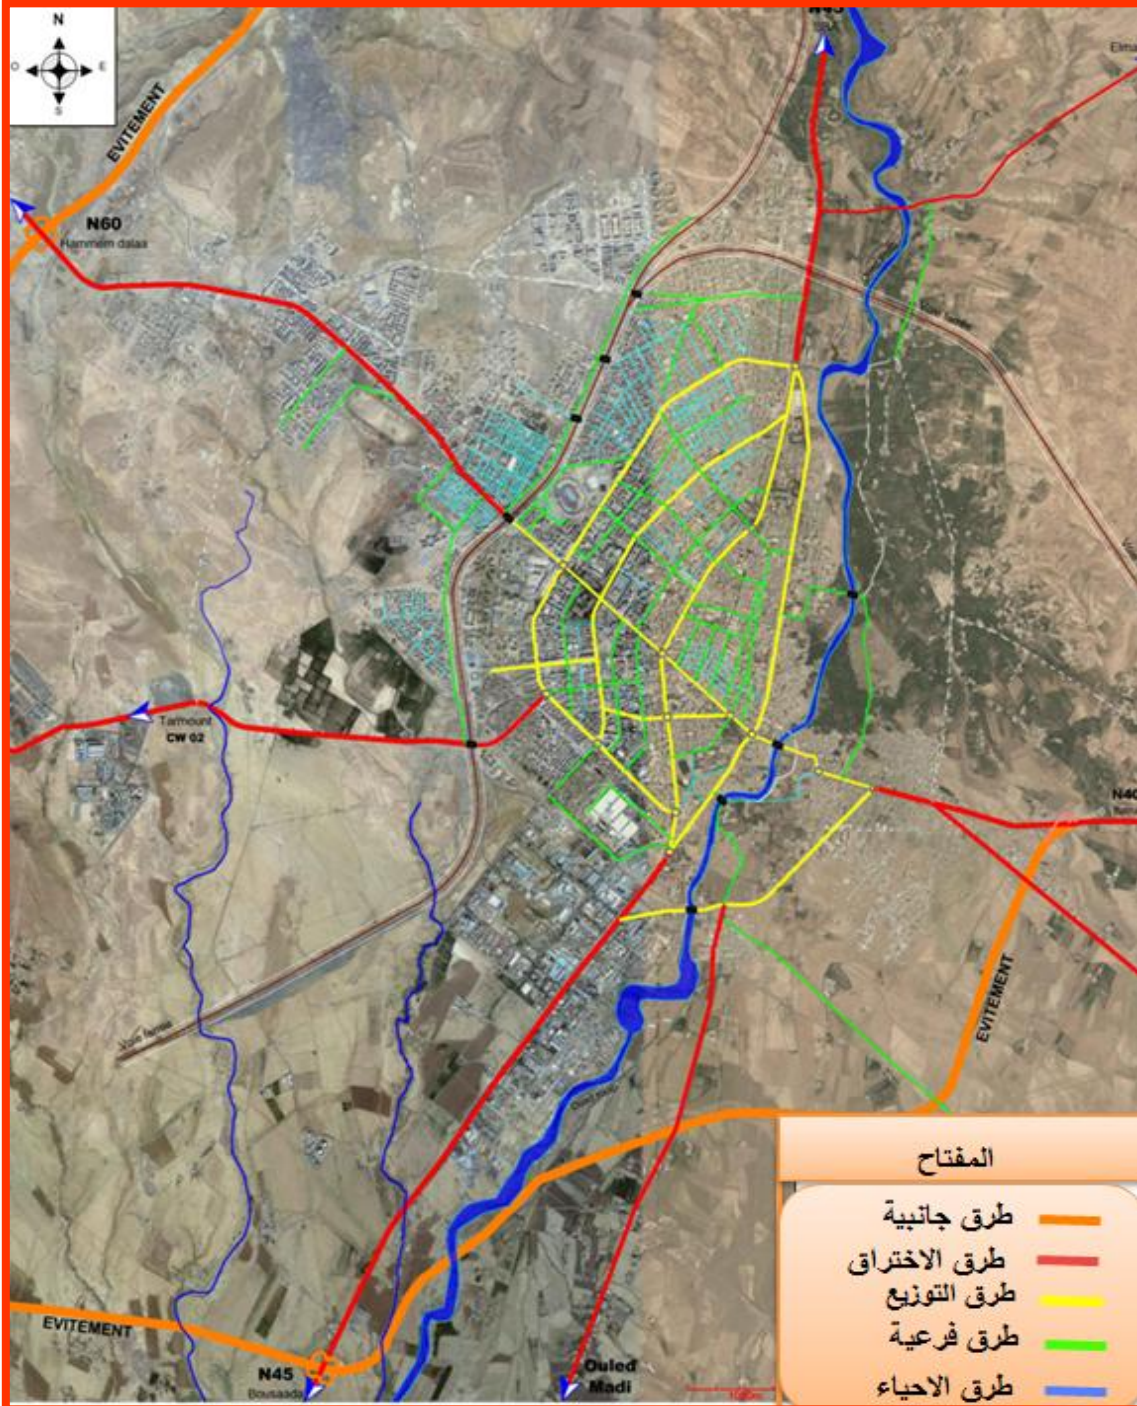 N45
N
O
E
S
EVITEMENT
N60
Hammem dalaa
Tarmount
CW 02
N40
EVITEMENT
المفتاح
طرق جانبية
طرق الاختراق
طرق التوزيع
طرق فرعية
طرق الاحياء
EVITEMENT
N45
Bousaada
Ouled
Madi